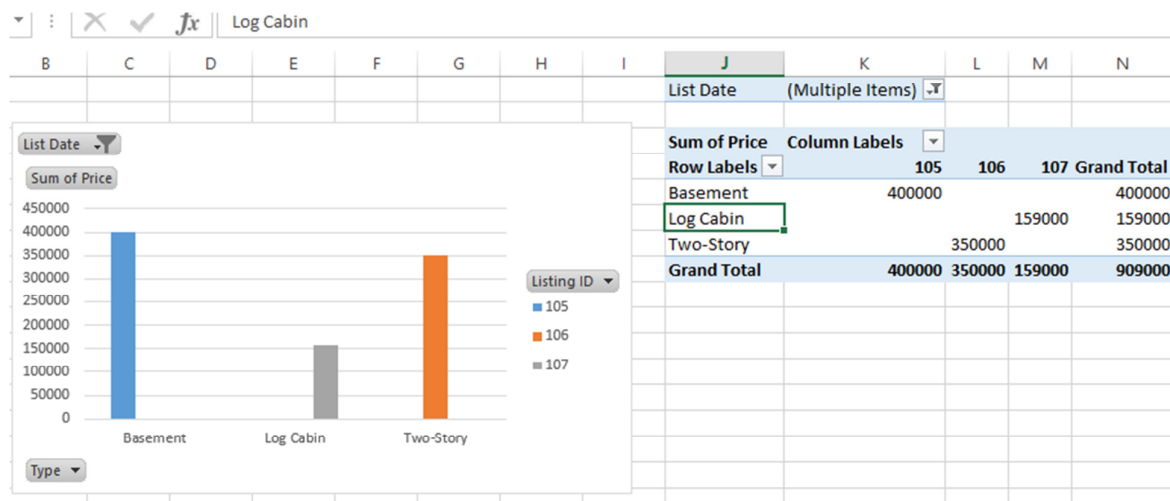 fx Log Cabin
B C D E F G H I J K L M N
List Date (Multiple Items)
Sum of Price Column Labels
Row Labels 105 106 107 Grand Total
Basement 400000 400000
Log Cabin 159000 159000
Two-Story 350000 350000
Grand Total 400000 350000 159000 909000
List Date
Sum of Price
450000
400000
350000
300000
250000
200000
150000
100000
50000
0
Basement Log Cabin Two-Story
Type
Listing ID
105
106
107